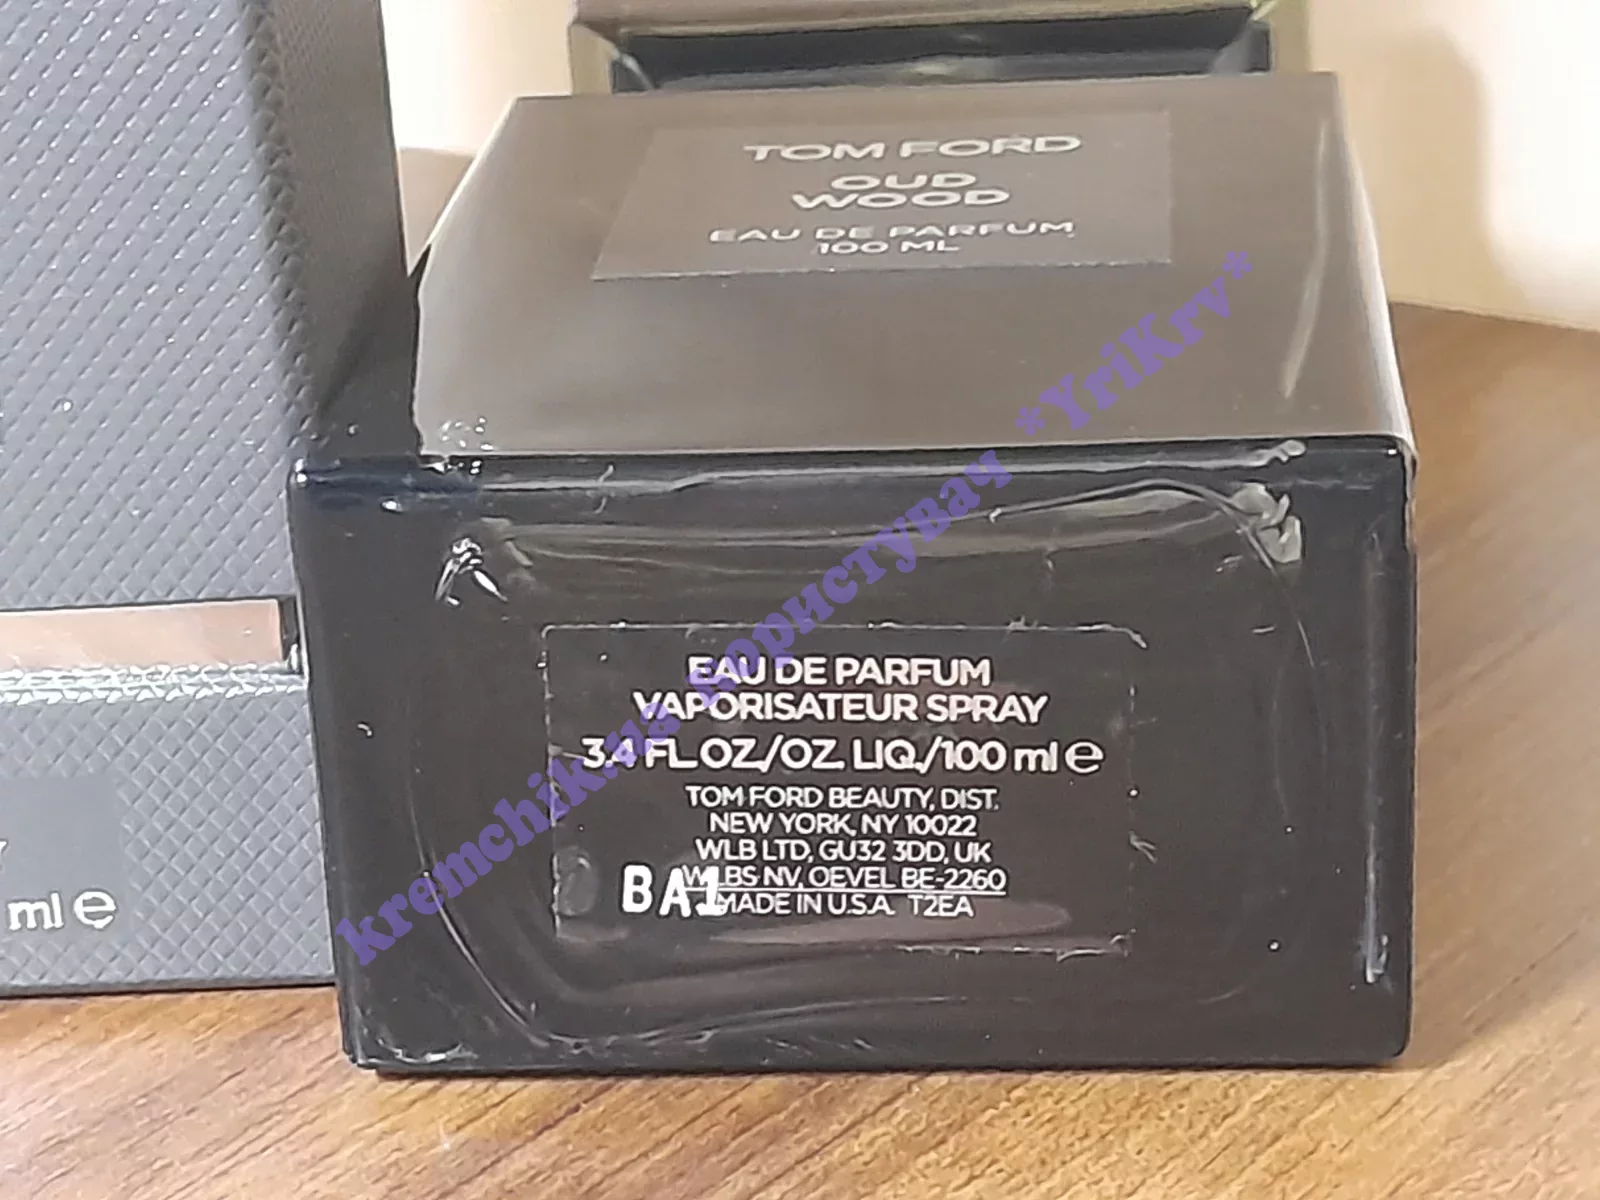 TOM FORD
OUD
WOOD
EAU DE PARFUM
100 ML
EAU DE PARFUM
VAPORISATEUR SPRAY
3.4 FL OZ/OZ. LIQ./100 ml e
TOM FORD BEAUTY, DIST.
NEW YORK, NY 10022
WLB LTD, GU32 3DD, UK
WLBS NV, OEVEL BE-2260
MADE IN U.S.A. T2EA
BA1
ml e
kremchik.ua користувач *YriKrv*